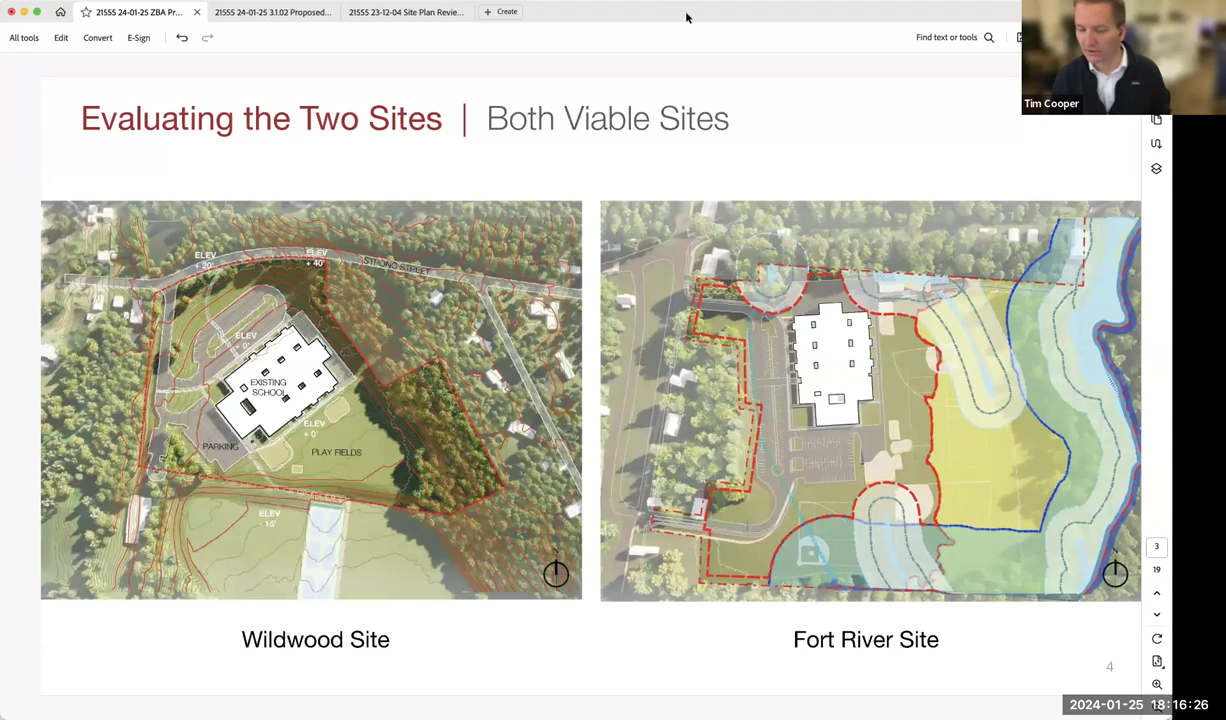 21555 24-01-25 ZBA Pr...
21555 24-01-25 3.1.02 Proposed...
21555 23-12-04 Site Plan Revie...
+ Create
All tools
Edit
Convert
E-Sign
Find text or tools
Tim Cooper
Evaluating the Two Sites | Both Viable Sites
ELEV
+ 20'
ELEV
+ 40'
STRONG STREET
ELEV
+ 0'
EXISTING
SCHOOL
ELEV
+ 0'
PARKING
PLAY FIELDS
ELEV
- 16'
3
19
Wildwood Site
Fort River Site
4
2024-01-25 18:16:26